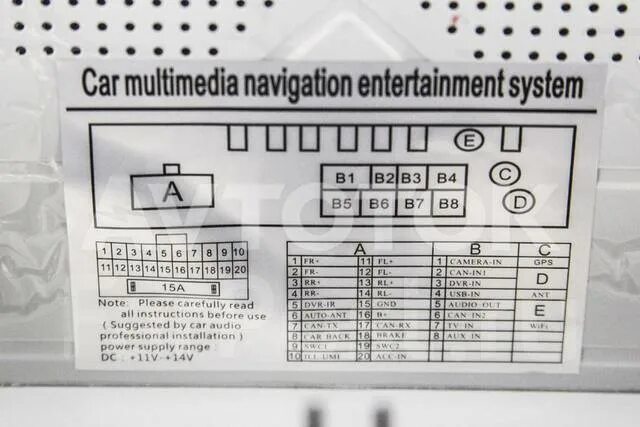 Car multimedia navigation entertainment system
E
A
B1 B2 B3 B4
C
B5 B6 B7 B8
D
AVTOTOK
1 2 3 4 5 6 7 8 9 10
11 12 13 14 15 16 17 18 19 20
15A
Note: Please carefully read
all instructions before use
( Suggested by car audio
professional installation )
power supply range :
DC : +11V-+14V
A B C
1 FR+ 11 FL+ 1 CAMERA-IN GPS
2 FR- 12 FL- 2 CAN-IN1 D
3 RR+ 13 RL+ 3 DVR-IN
4 RR- 14 RL- 4 USB-IN ANT
5 DVR-IR 15 GND 5 AUDIO-OUT E
6 AUTO-ANT 16 B+ 6 CAN IN2
7 CAN-TX 17 CAN-RX 7 TV-IN WiFi
8 CAR BACK 18 BRAKE 8 AUX IN
9 SWC1 19 SWC2
10 ILL UMI 20 ACC-IN